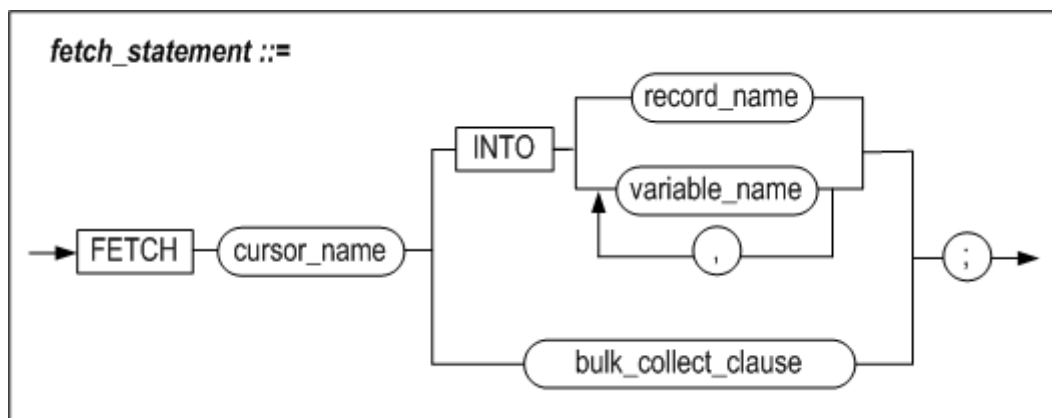 fetch_statement ::=
record_name
INTO
variable_name
FETCH cursor_name , ;
bulk_collect_clause